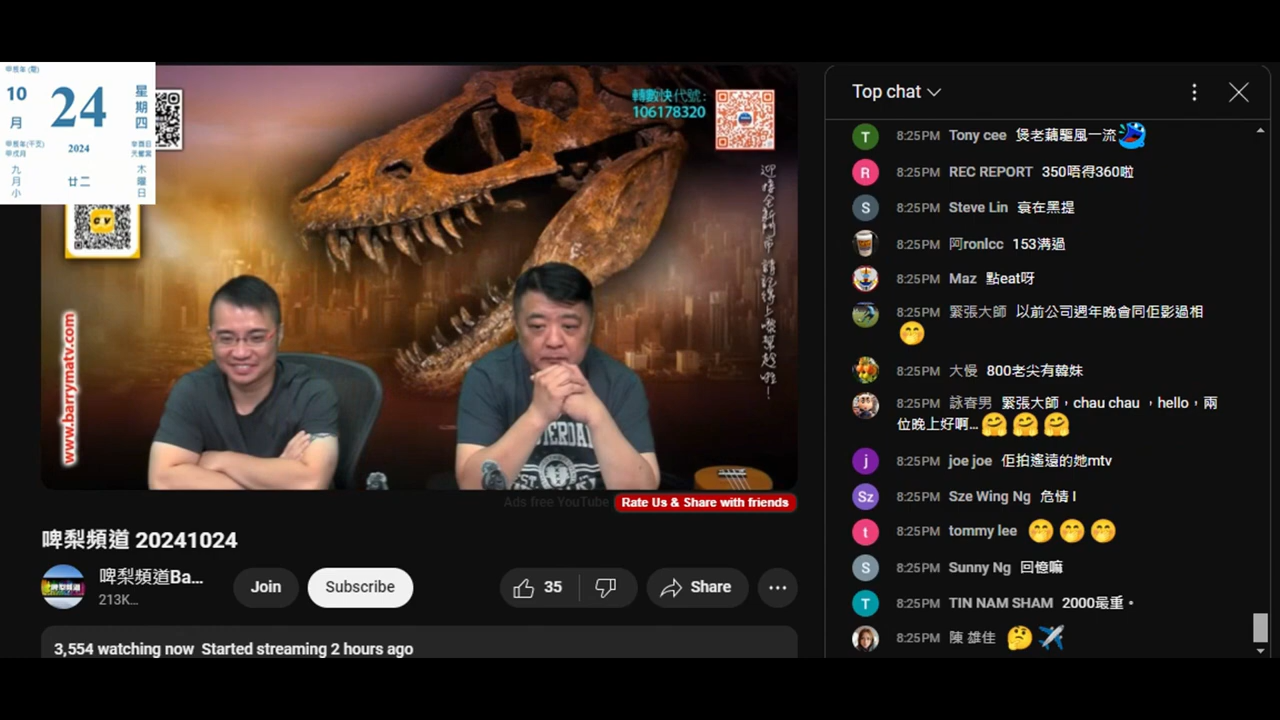 甲辰年 (龍)
10
月
24
星期四
2024
九月小
廿二
木曜日
轉數快代號:
106178320
CV
www.barrymatv.com
Ads free YouTube
Rate Us & Share with friends
啤梨頻道 20241024
啤梨頻道Ba...
213K...
Join
Subscribe
35
Share
3,554 watching now Started streaming 2 hours ago
Top chat
T 8:25PM Tony cee 煲老藕驅風一流
R 8:25PM REC REPORT 350唔得360啦
S 8:25PM Steve Lin 衰在黑提
8:25PM 阿ronlcc 153溝過
8:25PM Maz 點eat呀
8:25PM 緊張大師 以前公司週年晚會同佢影過相
8:25PM 大慢 800老尖有韓妹
8:25PM 詠春男 緊張大師,chau chau ,hello,兩
位晚上好啊...
j 8:25PM joe joe 佢拍遙遠的她mtv
Sz 8:25PM Sze Wing Ng 危情 I
t 8:25PM tommy lee
S 8:25PM Sunny Ng 回憶嘛
T 8:25PM TIN NAM SHAM 2000最重。
8:25PM 陳 雄佳